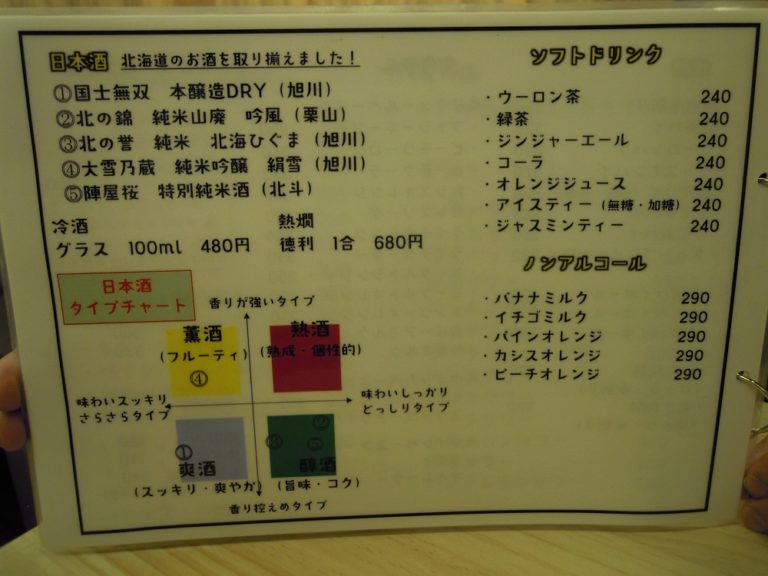 日本酒 北海道のお酒を取り揃えました!
①国士無双 本醸造DRY(旭川)
②北の錦 純米山廃 吟風(栗山)
③北の誉 純米 北海ひぐま(旭川)
④大雪乃蔵 純米吟醸 絹雪(旭川)
⑤陣屋桜 特別純米酒(北斗)
冷酒
グラス 100ml 480円
熱燗
徳利 1合 680円
日本酒
タイプチャート
香りが強いタイプ
薫酒
(フルーティ)
④
熟酒
(熟成・個性的)
味わいスッキリ
さらさらタイプ
味わいしっかり
どっしりタイプ
①
爽酒
(スッキリ・爽やか)
②
③
⑤
醇酒
(旨味・コク)
香り控えめタイプ
ソフトドリンク
・ウーロン茶 240
・緑茶 240
・ジンジャーエール 240
・コーラ 240
・オレンジジュース 240
・アイスティー(無糖・加糖) 240
・ジャスミンティー 240
ノンアルコール
・バナナミルク 290
・イチゴミルク 290
・パインオレンジ 290
・カシスオレンジ 290
・ピーチオレンジ 290